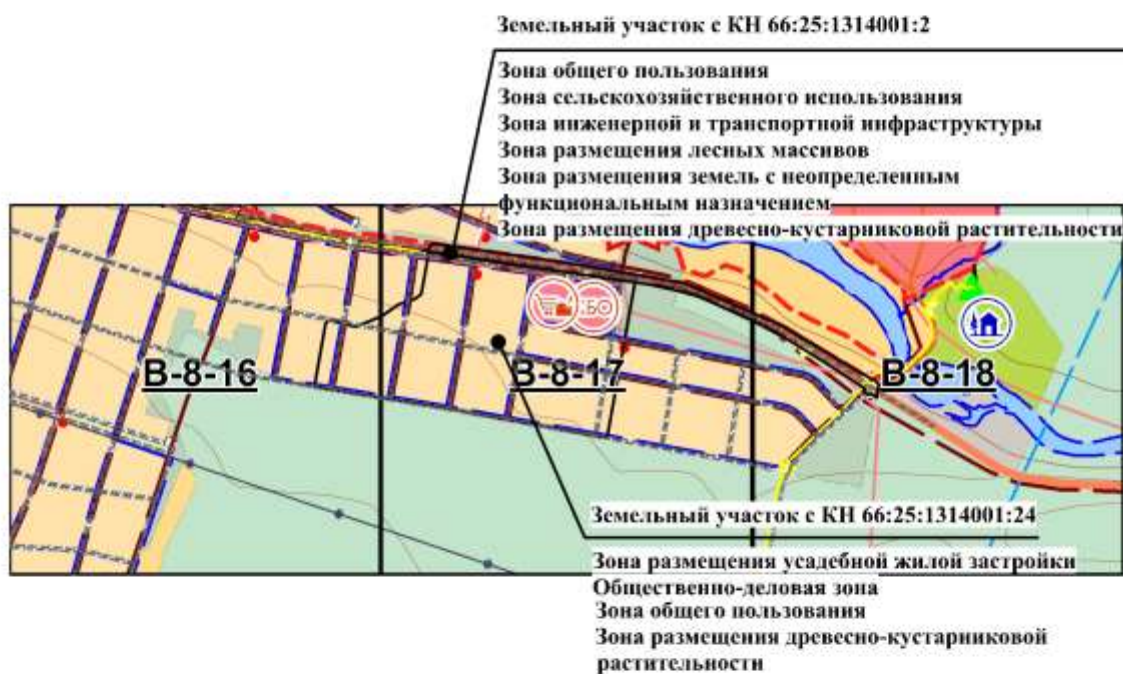 Земельный участок с КН 66:25:1314001:2
Зона общего пользования
Зона сельскохозяйственного использования
Зона инженерной и транспортной инфраструктуры
Зона размещения лесных массивов
Зона размещения земель с неопределенным
функциональным назначением
Зона размещения древесно-кустарниковой растительности
В-8-16
В-8-17
В-8-18
Земельный участок с КН 66:25:1314001:24
Зона размещения усадебной жилой застройки
Общественно-деловая зона
Зона общего пользования
Зона размещения древесно-кустарниковой
растительности